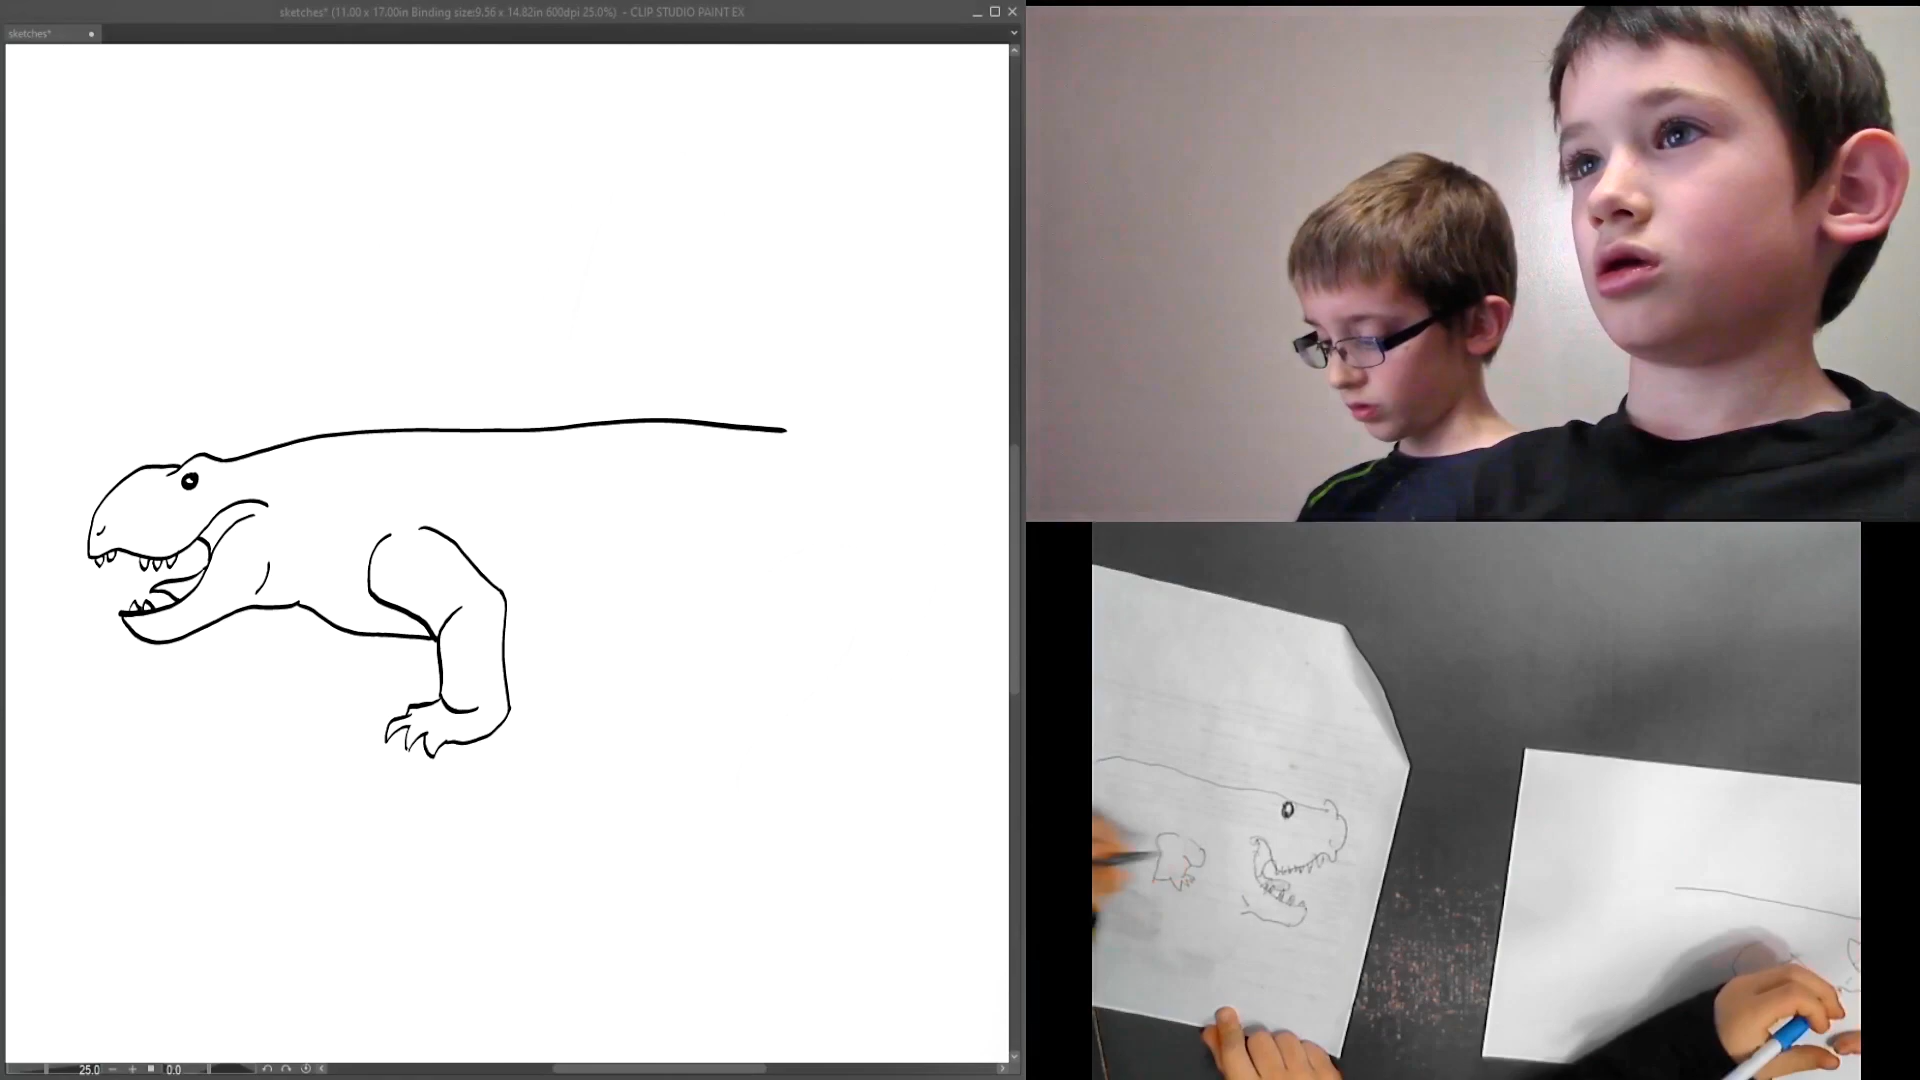 sketches* (11.00 x 17.00in Binding size:9.56 x 14.82in 600dpi 25.0%) - CLIP STUDIO PAINT EX
sketches*
25.0
0.0